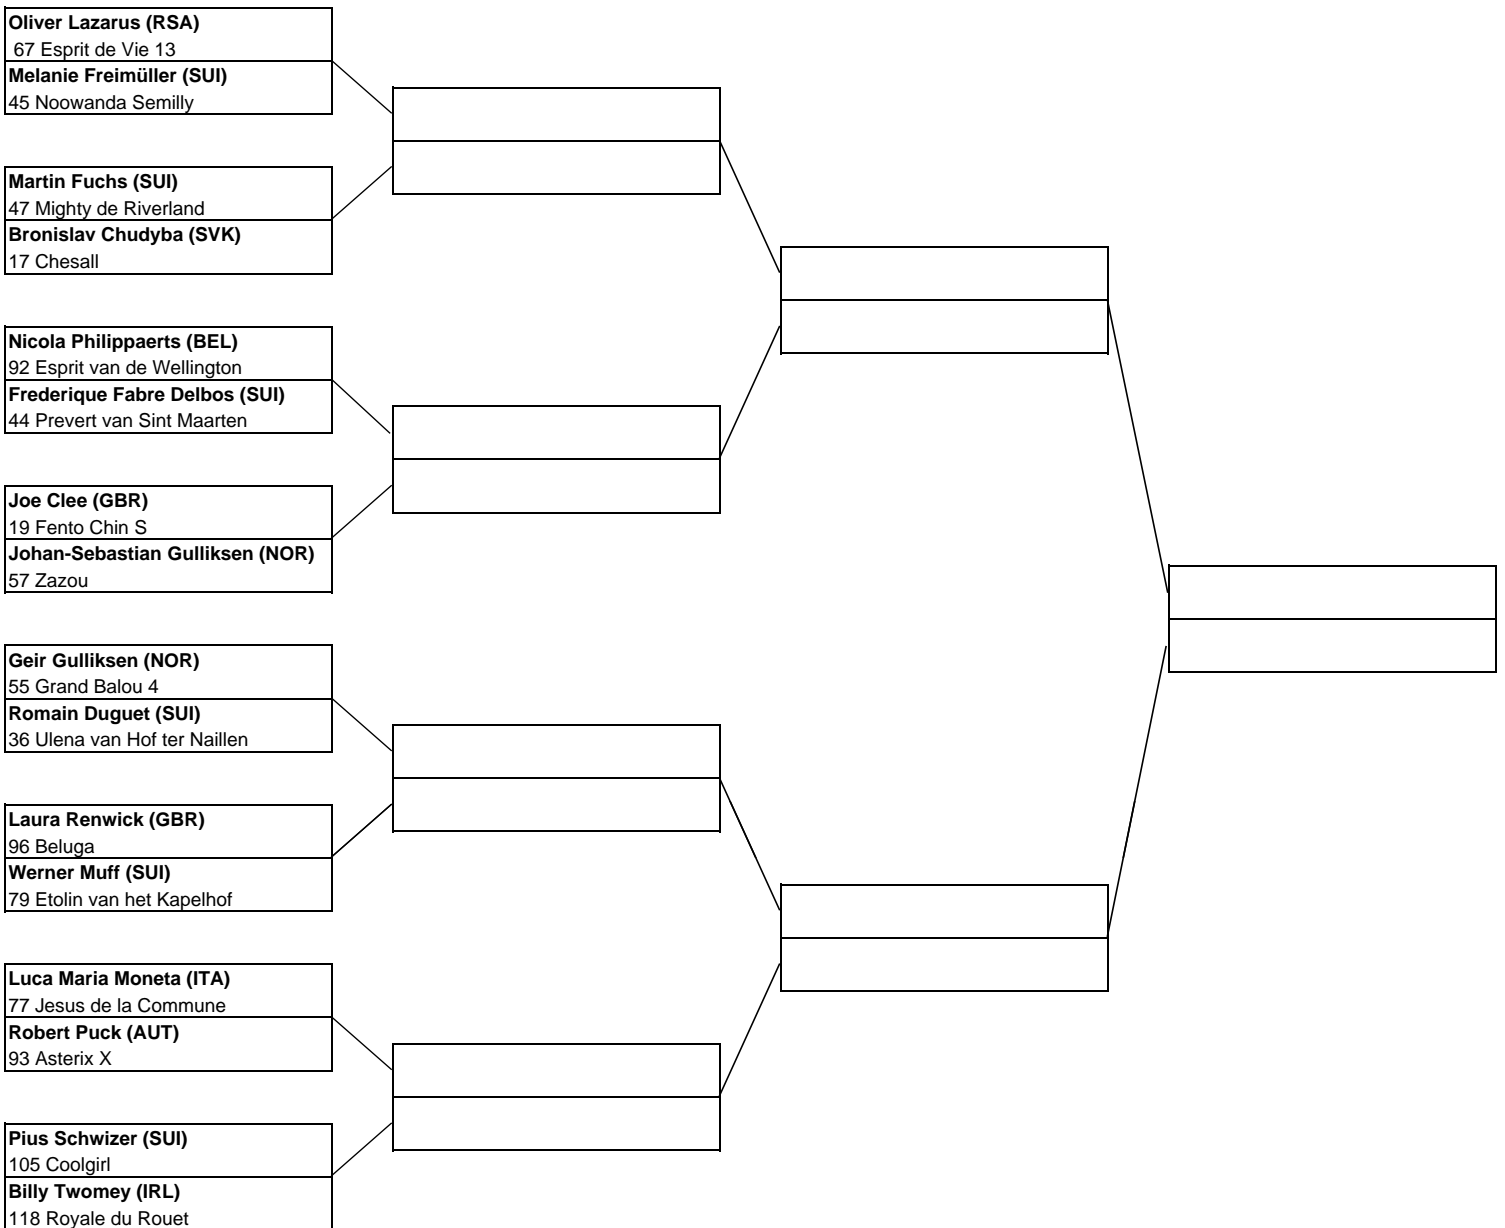 Oliver Lazarus (RSA)
67 Esprit de Vie 13
Melanie Freimüller (SUI)
45 Noowanda Semilly
Martin Fuchs (SUI)
47 Mighty de Riverland
Bronislav Chudyba (SVK)
17 Chesall
Nicola Philippaerts (BEL)
92 Esprit van de Wellington
Frederique Fabre Delbos (SUI)
44 Prevert van Sint Maarten
Joe Clee (GBR)
19 Fento Chin S
Johan-Sebastian Gulliksen (NOR)
57 Zazou
Geir Gulliksen (NOR)
55 Grand Balou 4
Romain Duguet (SUI)
36 Ulena van Hof ter Naillen
Laura Renwick (GBR)
96 Beluga
Werner Muff (SUI)
79 Etolin van het Kapelhof
Luca Maria Moneta (ITA)
77 Jesus de la Commune
Robert Puck (AUT)
93 Asterix X
Pius Schwizer (SUI)
105 Coolgirl
Billy Twomey (IRL)
118 Royale du Rouet